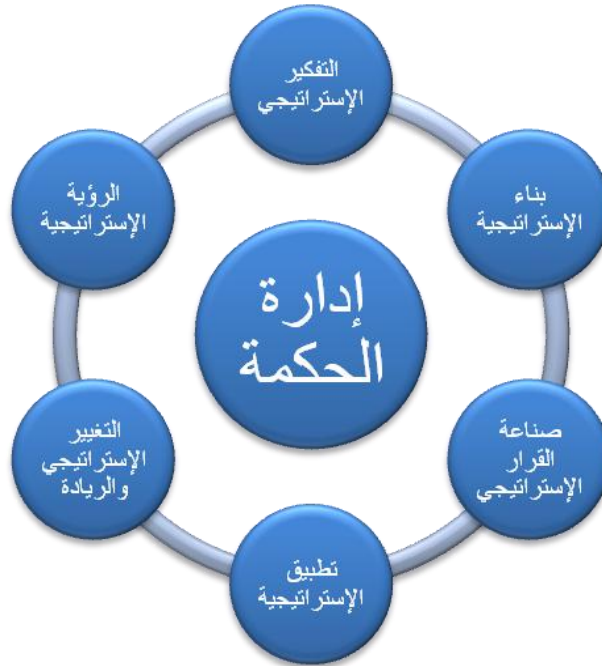 التفكير
الإستراتيجي
بناء
الإستراتيجية
صناعة
القرار
الإستراتيجي
تطبيق
الإستراتيجية
التغيير
الإستراتيجي
والريادة
الرؤية
الإستراتيجية
إدارة
الحكمة